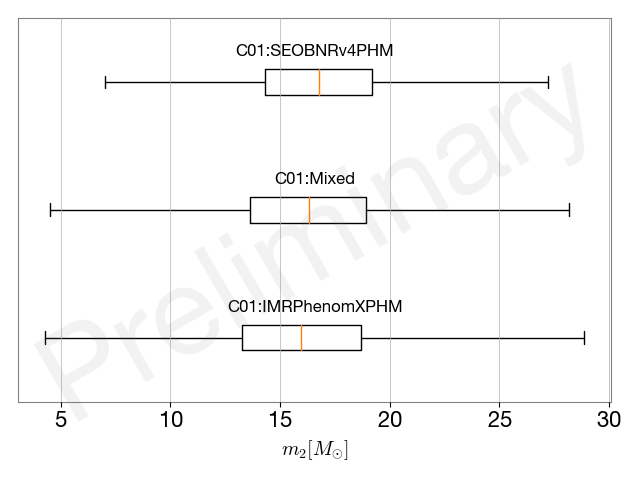 C01:SEOBNRv4PHM
C01:Mixed
C01:IMRPhenomXPHM
Preliminary
5 10 15 20 25 30
m₂[M☉]